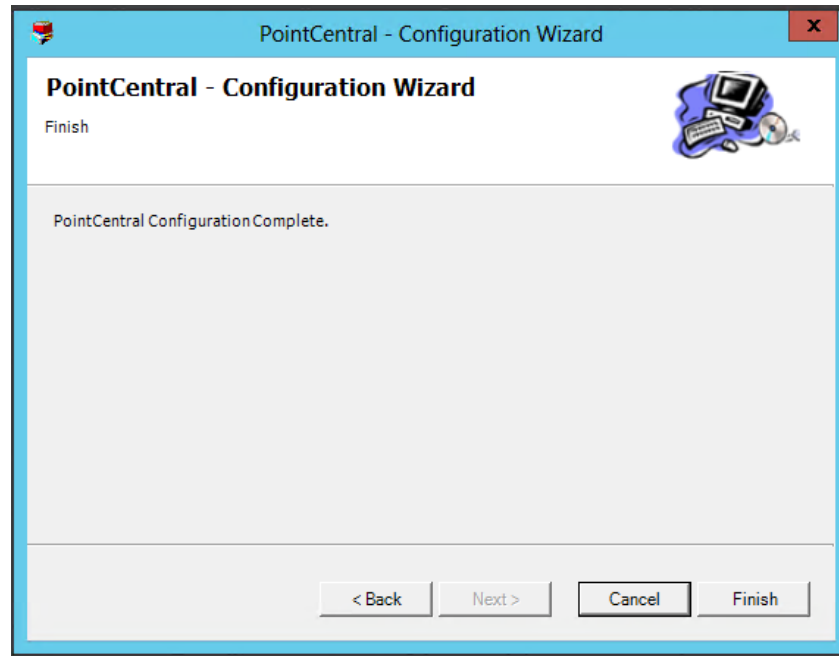 PointCentral - Configuration Wizard
x
PointCentral - Configuration Wizard
Finish
PointCentral Configuration Complete.
< Back Next > Cancel Finish